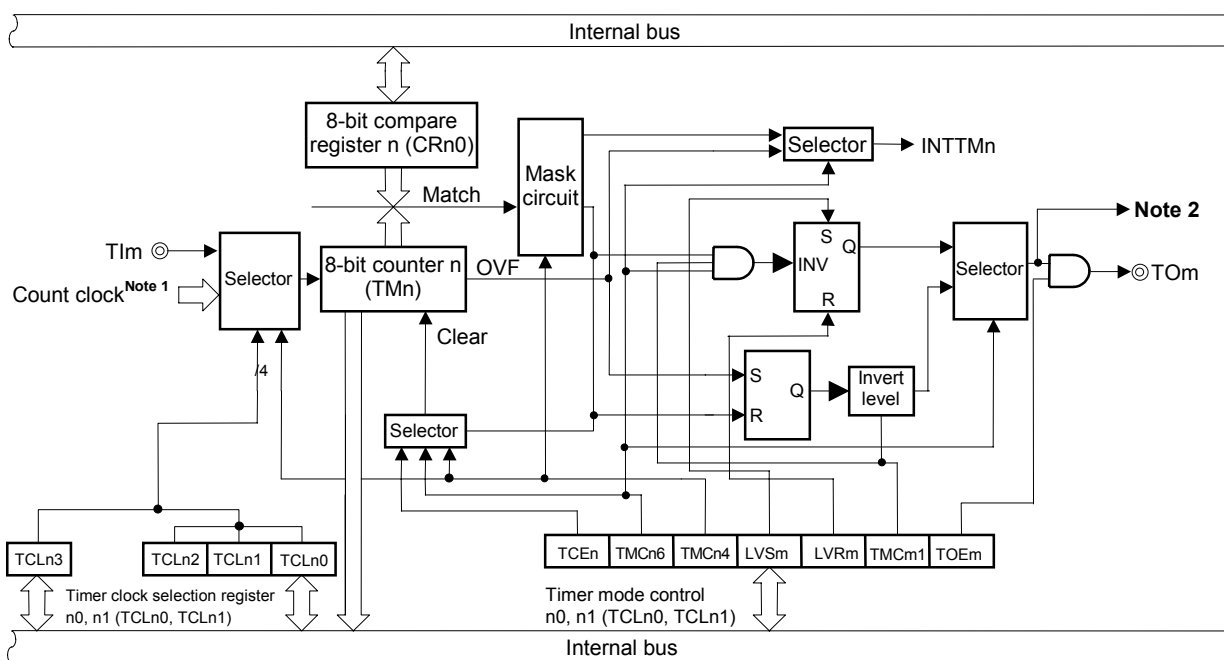 Internal bus
8-bit compare
register n (CRn0)
Mask
circuit
Selector
INTTMn
Match
TIm
Count clockNote 1
Selector
8-bit counter n
(TMn)
OVF
Clear
S
INV
Q
R
Selector
Note 2
TOm
/4
S
Q
R
Invert
level
Selector
TCLn3
TCLn2
TCLn1
TCLn0
TCEn
TMCn6
TMCn4
LVSm
LVRm
TMCm1
TOEm
Timer clock selection register
n0, n1 (TCLn0, TCLn1)
Timer mode control
n0, n1 (TCLn0, TCLn1)
Internal bus